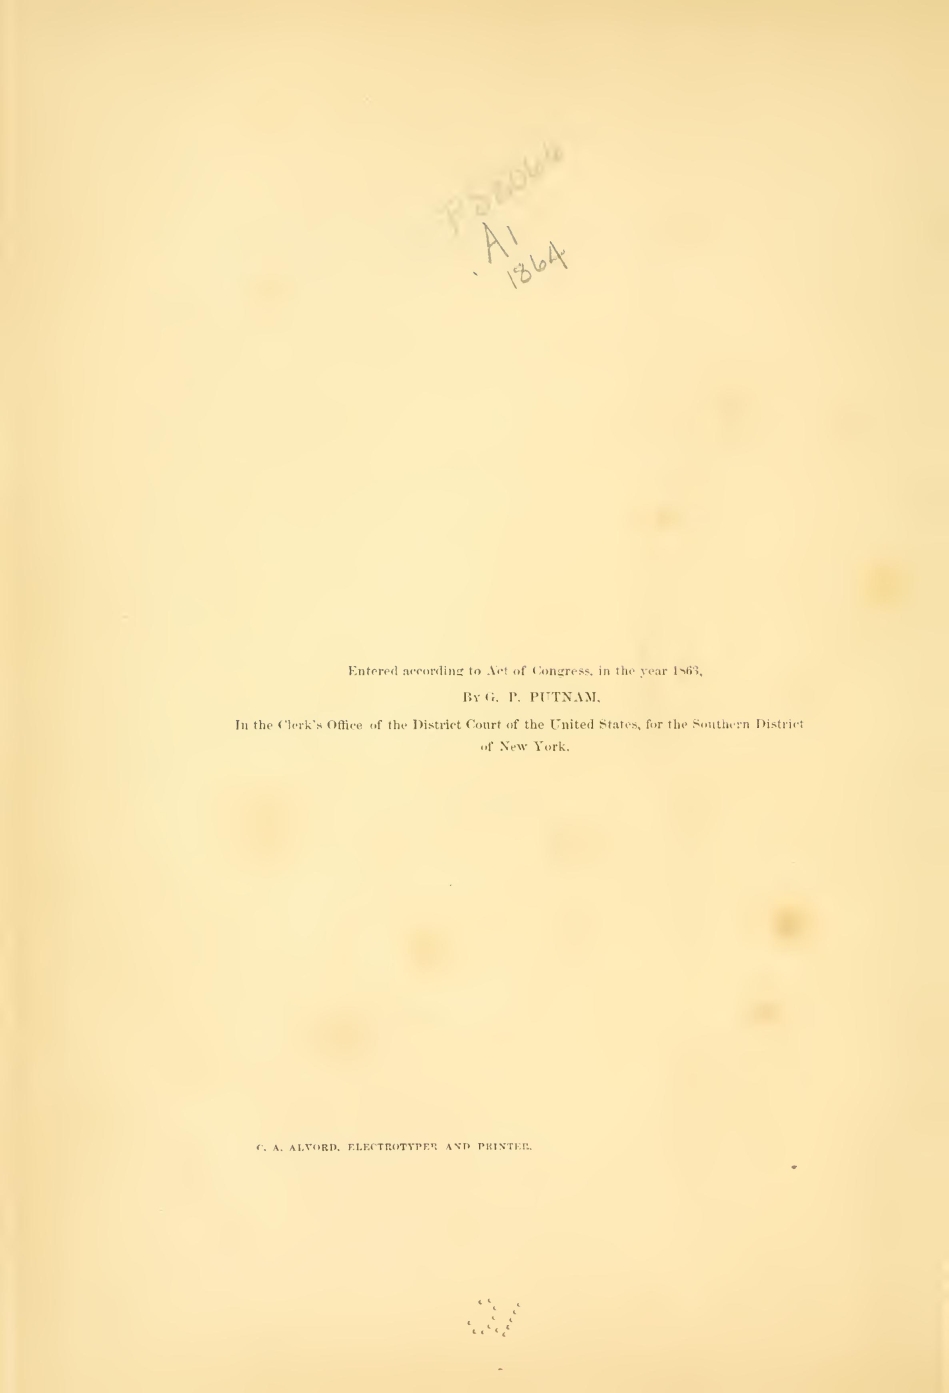 PS2066
.A1
1864
Entered according to Act of Congress, in the year 1863,
By G. P. PUTNAM,
In the Clerk's Office of the District Court of the United States, for the Southern District
of New York.
C. A. ALVORD, ELECTROTYPER AND PRINTER.